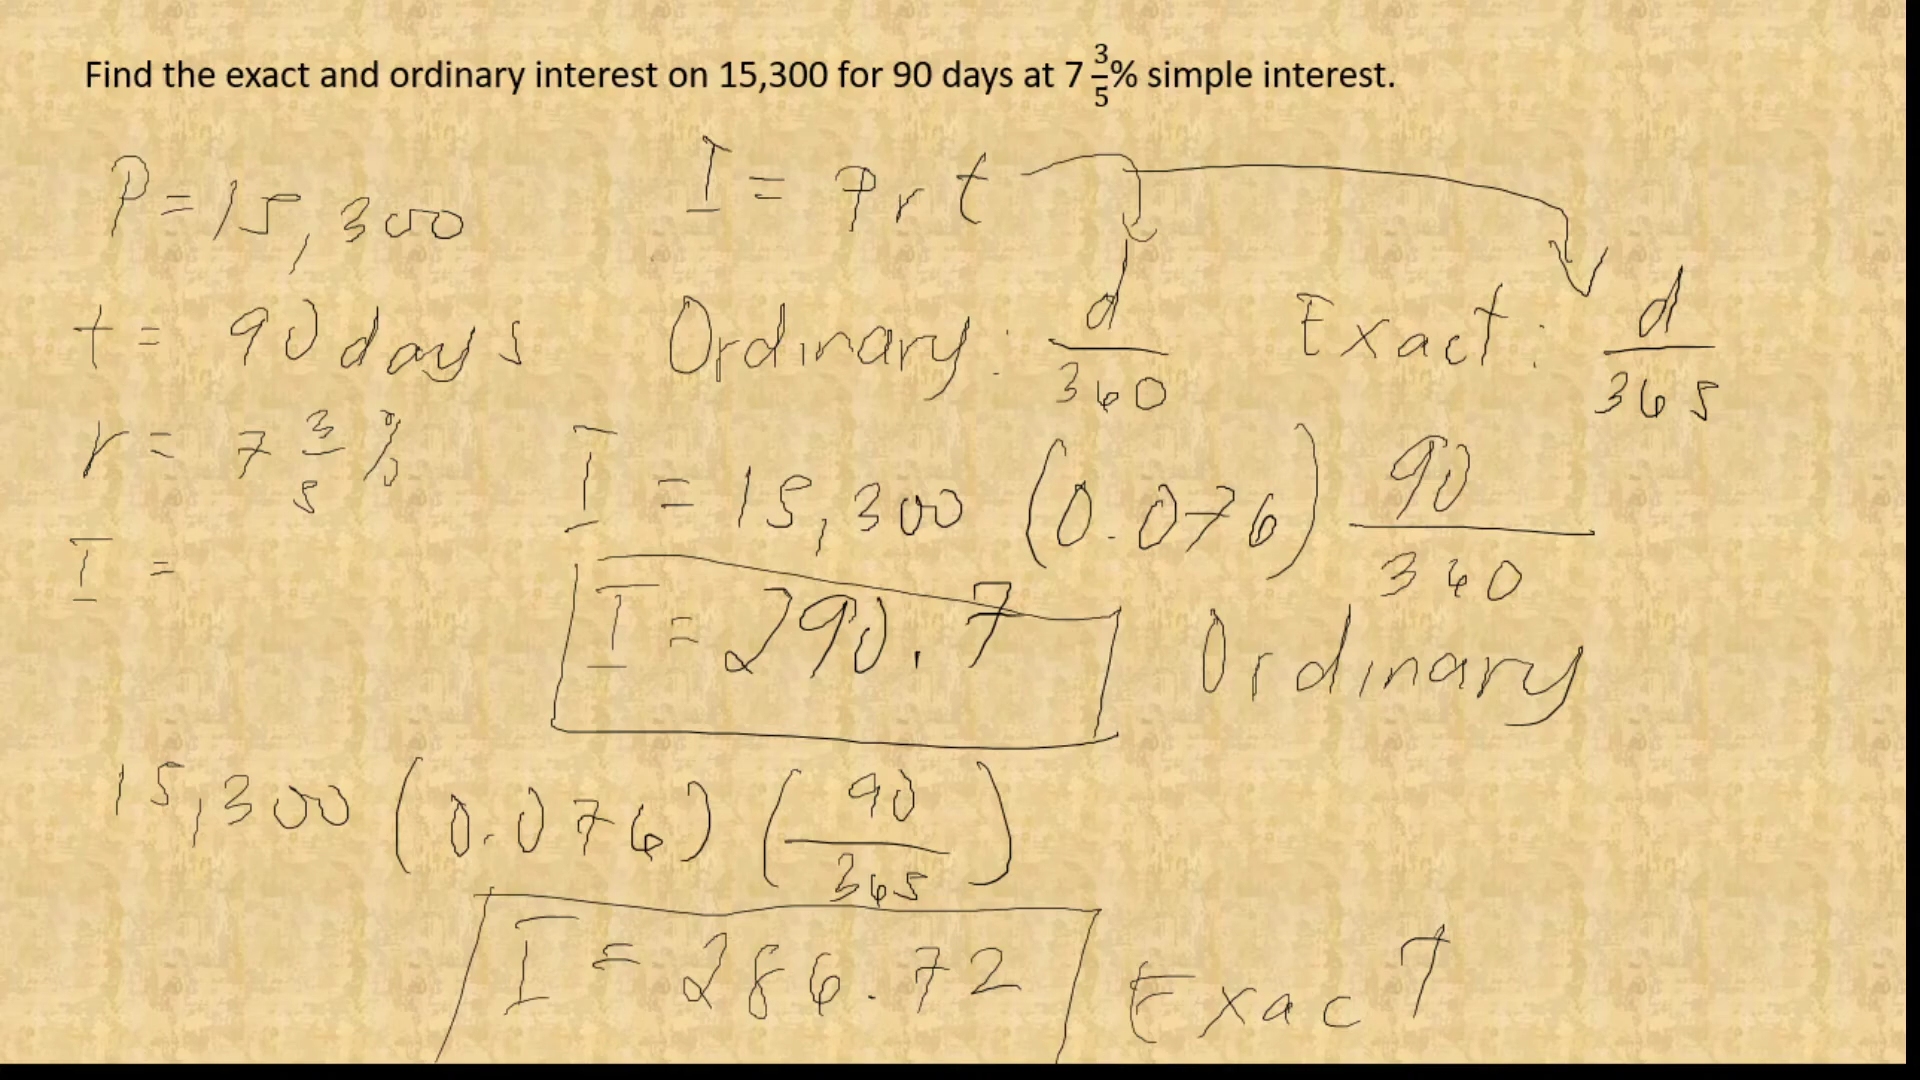 Find the exact and ordinary interest on 15,300 for 90 days at 7 3/5% simple interest.
P = 15,300
I = Prt
t = 90 days
Ordinary: d/360
Exact: d/365
r = 7 3/5 %
I = 15,300 (0.076) 90/360
I =
I = 290.7
Ordinary
15,300 (0.076) (90/365)
I = 286.72
Exact